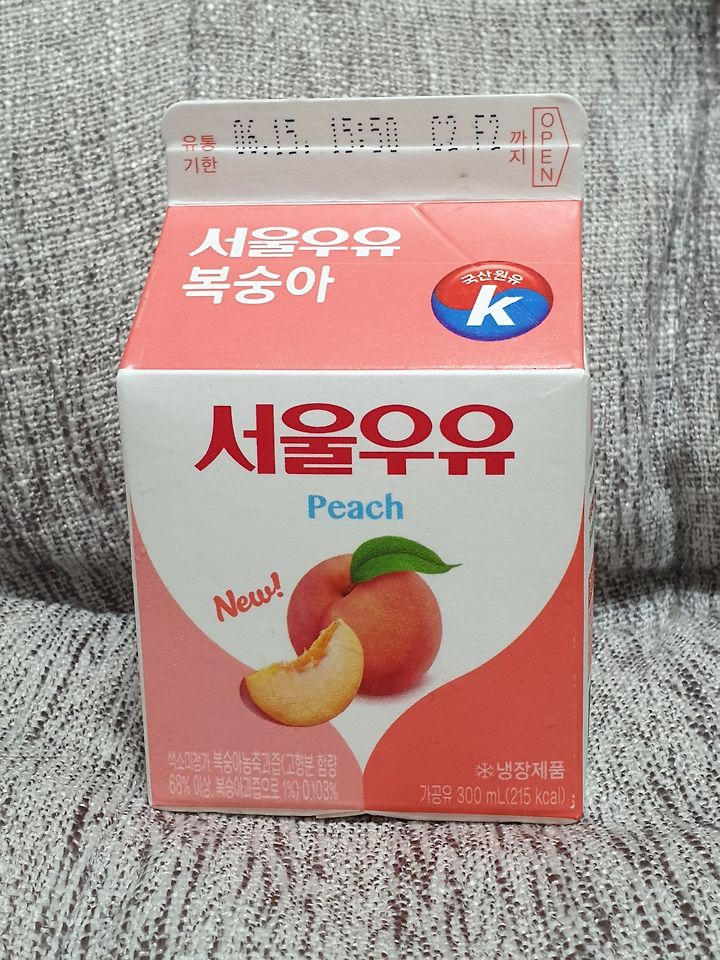 유통 06.15. 15:50 C2 F2 까 OPEN
기한 지
서울우유
복숭아
국산원유
K
서울우유
Peach
New!
색소미첨가 복숭아농축과즙(고형분 함량
68% 이상, 복숭아과즙으로 1%) 0.103%
냉장제품
가공유 300 mL(215 kcal)